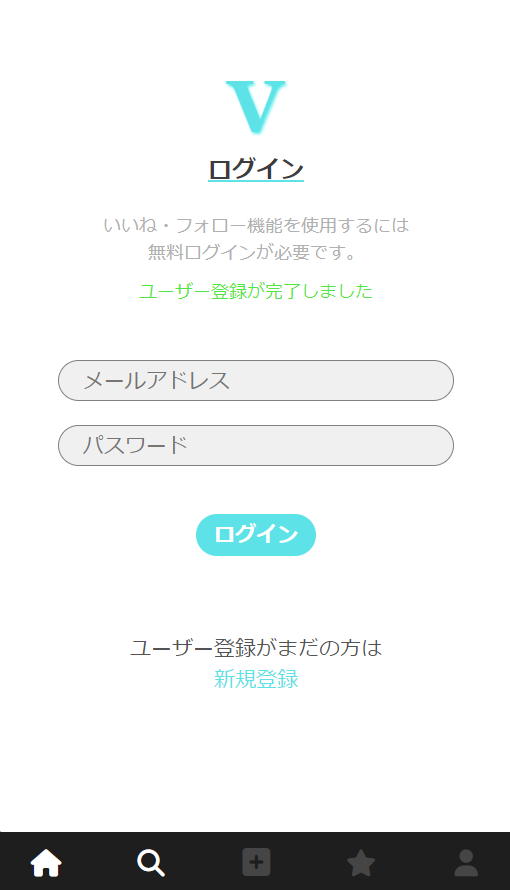 V
ログイン
いいね・フォロー機能を使用するには
無料ログインが必要です。
ユーザー登録が完了しました
メールアドレス
パスワード
ログイン
ユーザー登録がまだの方は
新規登録